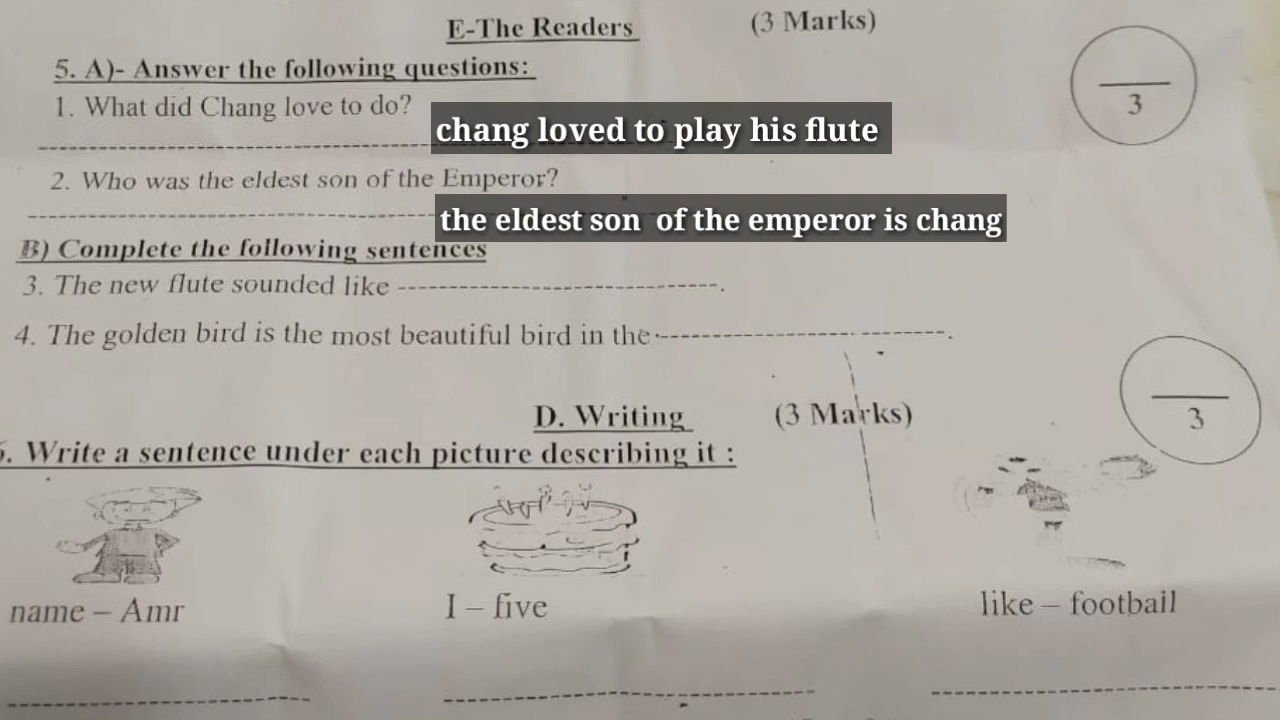 E-The Readers (3 Marks)
5. A)- Answer the following questions:
3
1. What did Chang love to do?
chang loved to play his flute
2. Who was the eldest son of the Emperor?
the eldest son of the emperor is chang
B) Complete the following sentences
3. The new flute sounded like ------------------------------.
4. The golden bird is the most beautiful bird in the ------------------------------.
D. Writing (3 Marks)
3
6. Write a sentence under each picture describing it :
name – Amr I – five like – footbail